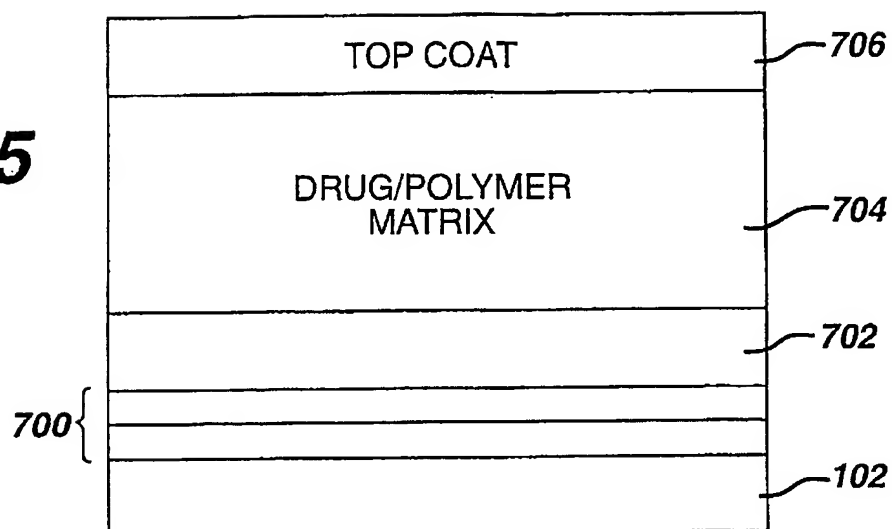 TOP COAT
706
5
DRUG/POLYMER
MATRIX
704
702
700
102